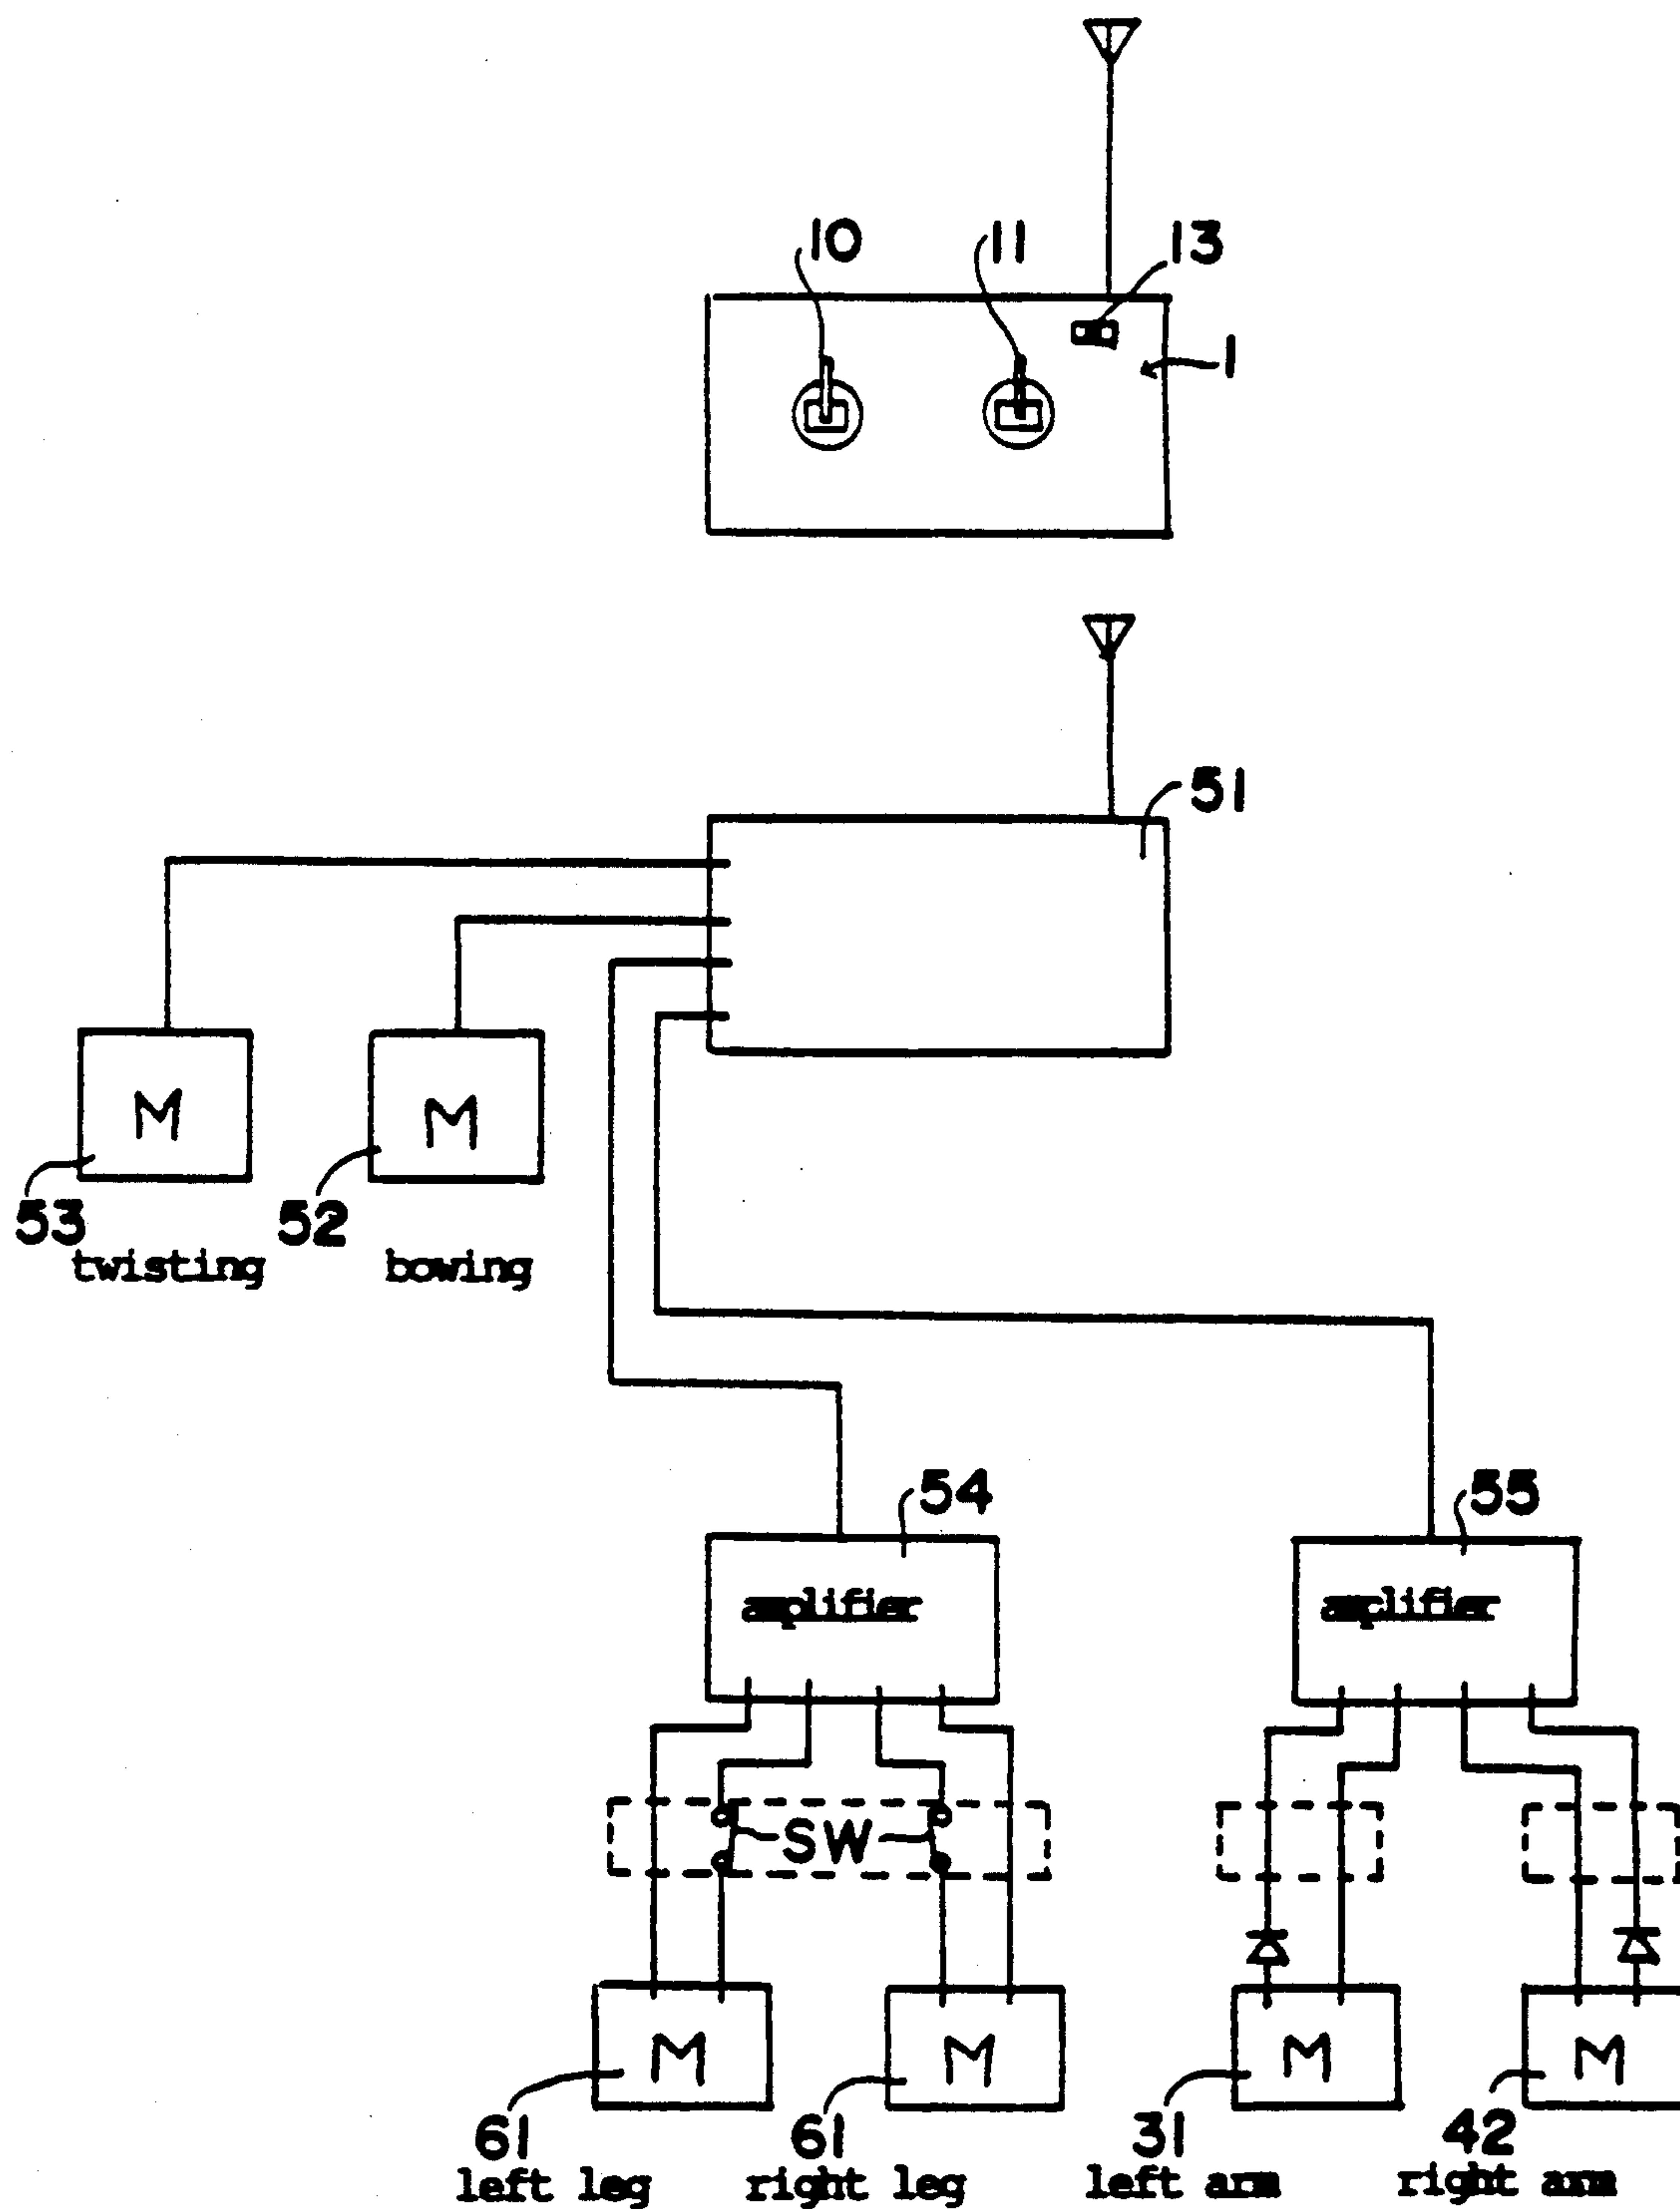 10 11 13
1
51
M M
53 52
twisting bowing
54 55
amplifier amplifier
SW
M M M M
61 61 31 42
left leg right leg left arm right arm